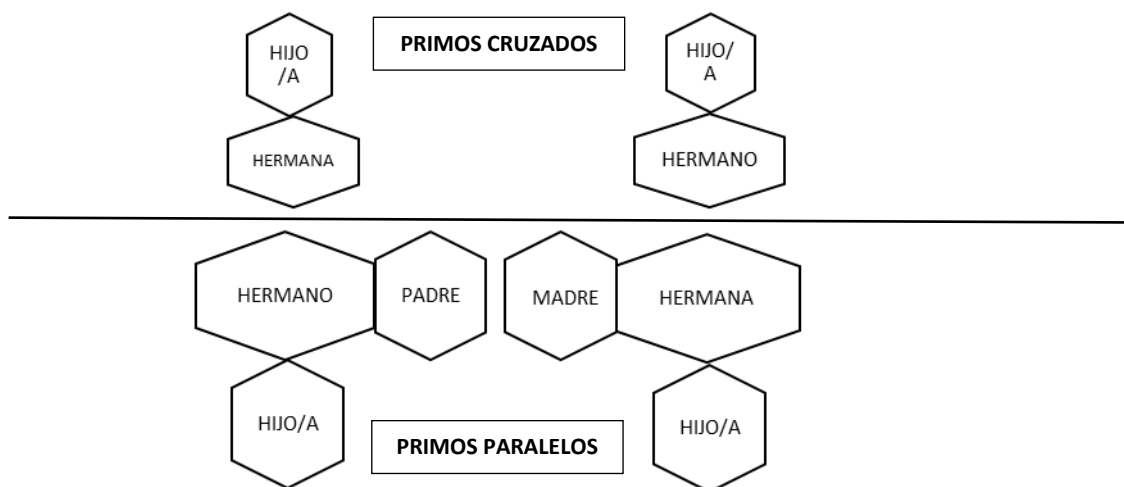 HIJO
/A
PRIMOS CRUZADOS
HIJO/
A
HERMANA
HERMANO
HERMANO
PADRE
MADRE
HERMANA
HIJO/A
HIJO/A
PRIMOS PARALELOS